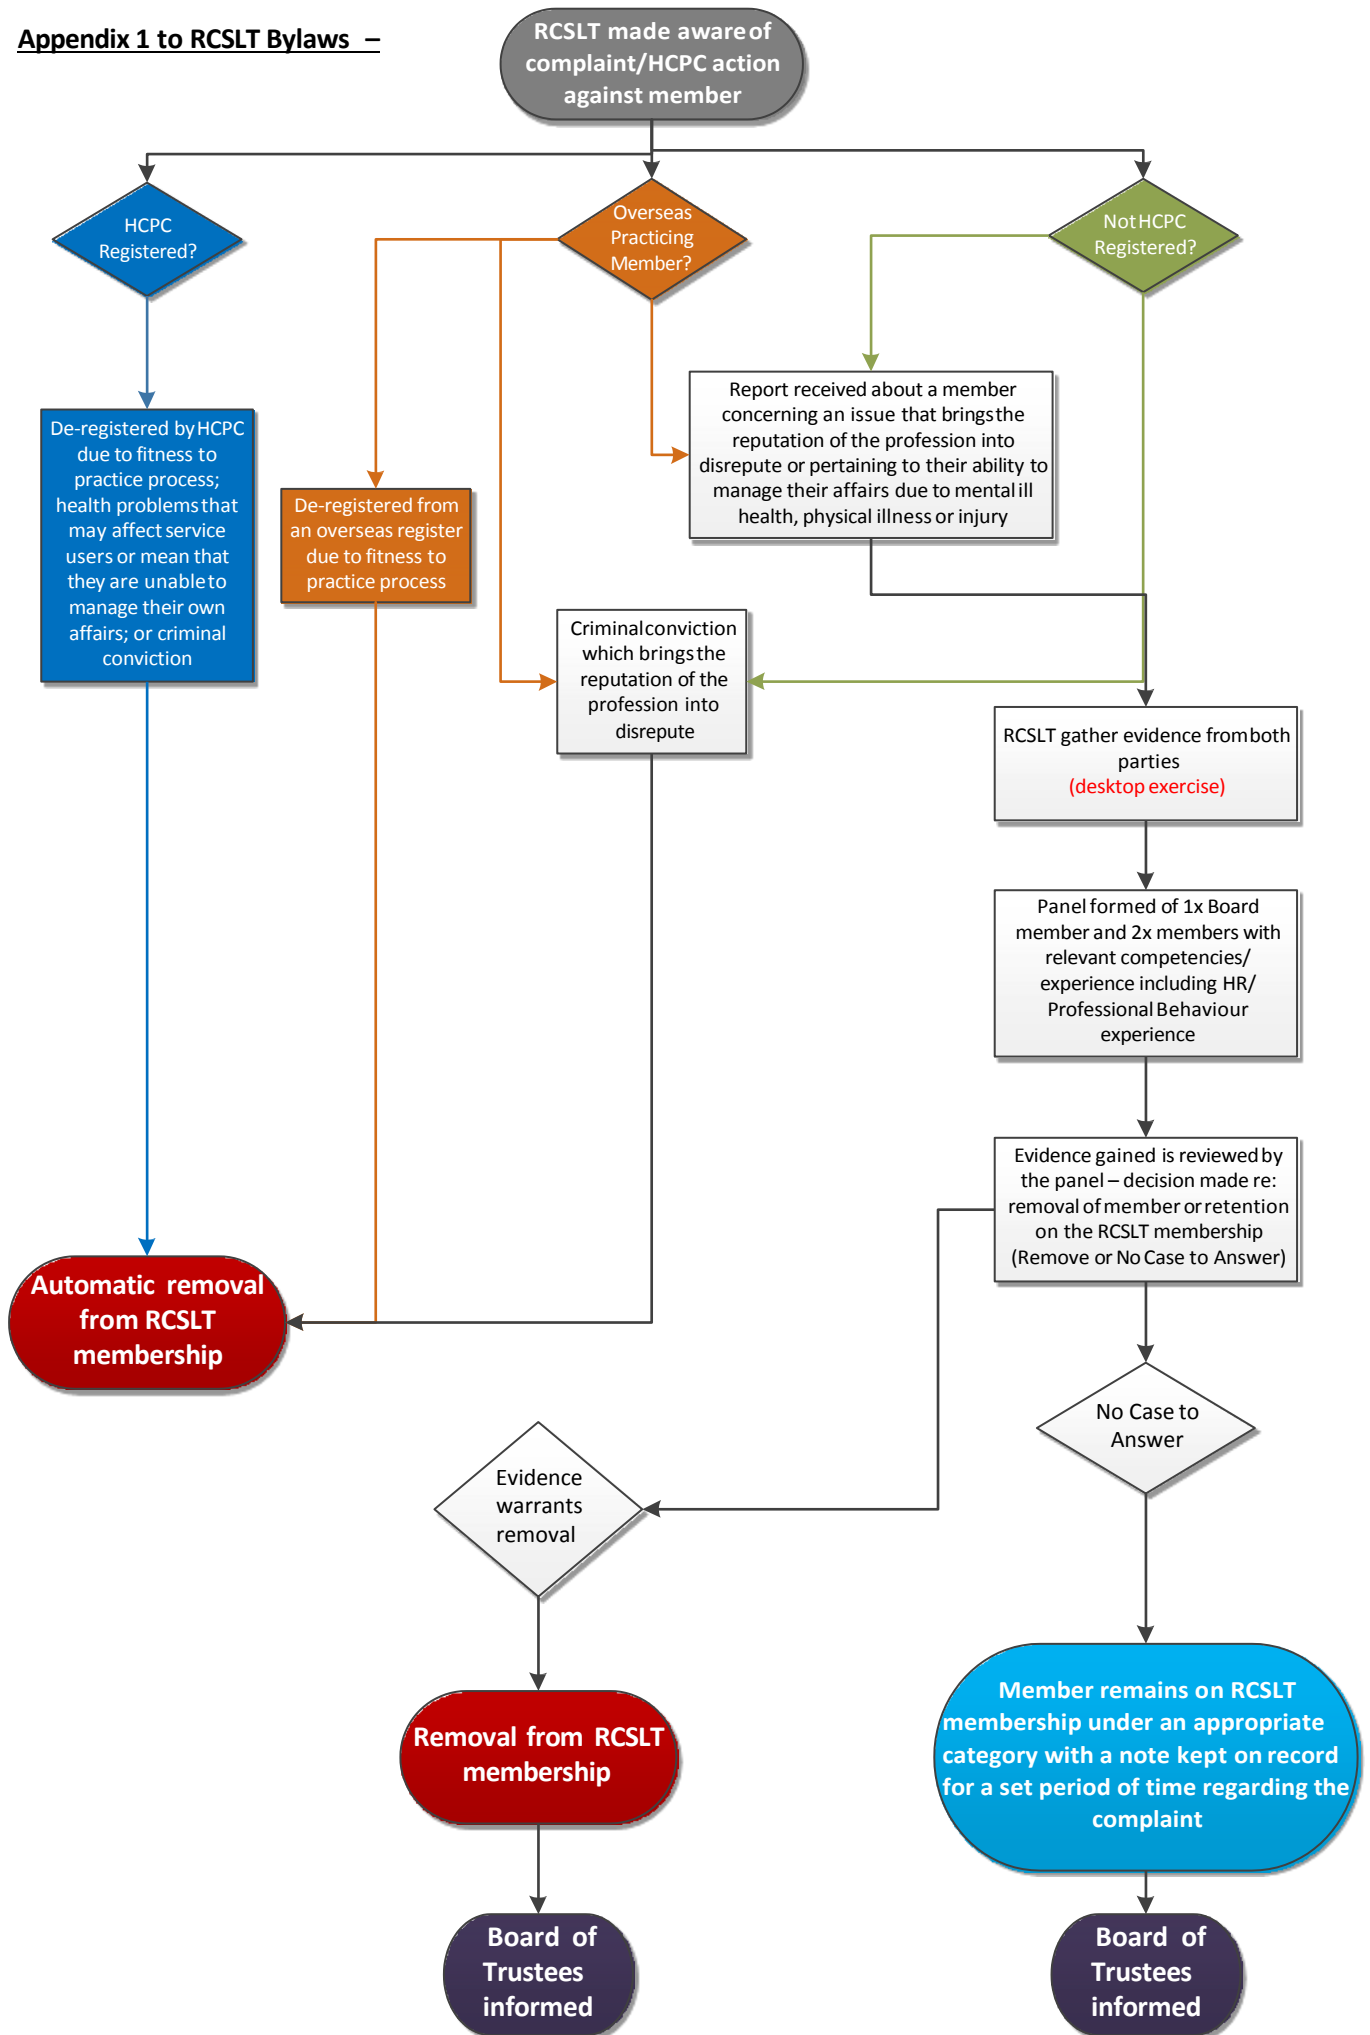 Appendix 1 to RCSLT Bylaws –
RCSLT made aware of
complaint/HCPC action
against member
HCPC
Registered?
Overseas
Practicing
Member?
Not HCPC
Registered?
Report received about a member
concerning an issue that brings the
reputation of the profession into
disrepute or pertaining to their ability to
manage their affairs due to mental ill
health, physical illness or injury
De-registered by HCPC
due to fitness to
practice process;
health problems that
may affect service
users or mean that
they are unable to
manage their own
affairs; or criminal
conviction
De-registered from
an overseas register
due to fitness to
practice process
Criminal conviction
which brings the
reputation of the
profession into
disrepute
RCSLT gather evidence from both
parties
(desktop exercise)
Panel formed of 1x Board
member and 2x members with
relevant competencies/
experience including HR/
Professional Behaviour
experience
Evidence gained is reviewed by
the panel – decision made re:
removal of member or retention
on the RCSLT membership
(Remove or No Case to Answer)
Automatic removal
from RCSLT
membership
No Case to
Answer
Evidence
warrants
removal
Removal from RCSLT
membership
Member remains on RCSLT
membership under an appropriate
category with a note kept on record
for a set period of time regarding the
complaint
Board of
Trustees
informed
Board of
Trustees
informed